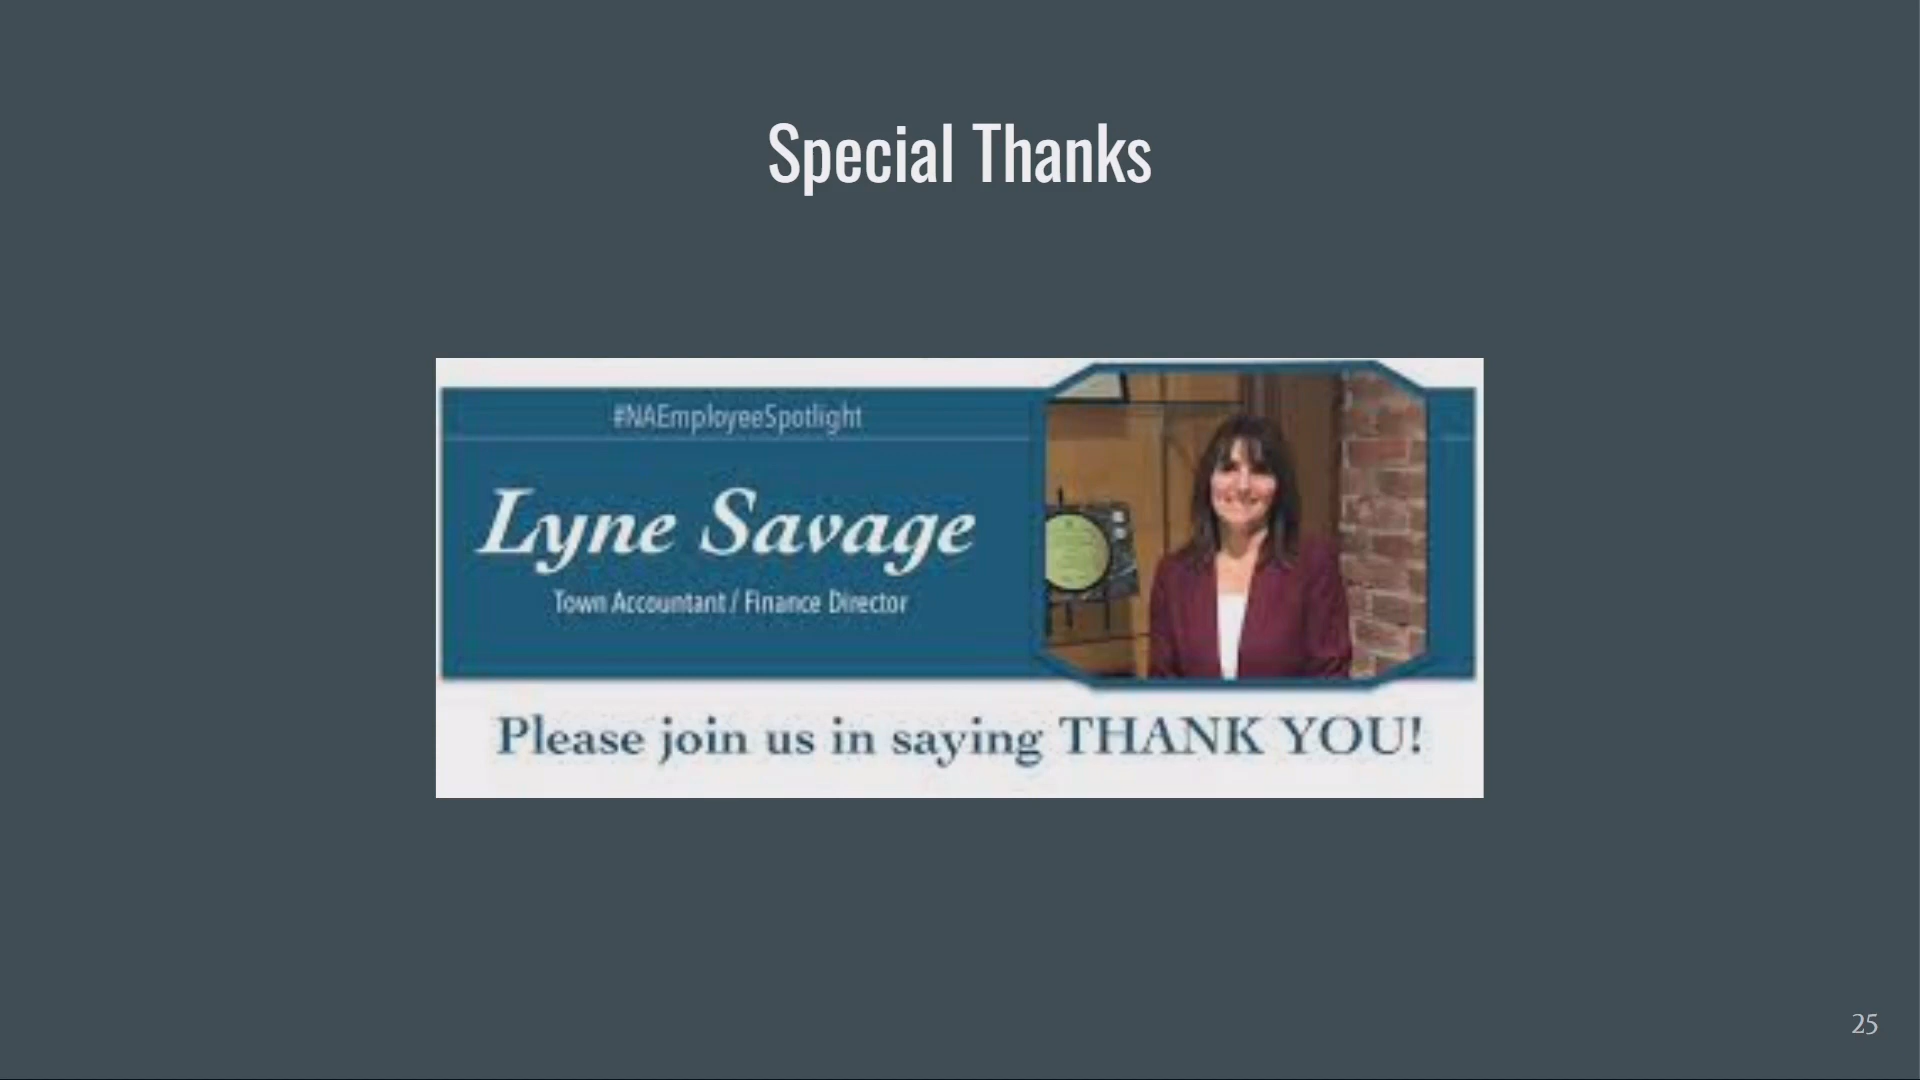 Special Thanks
#NAEmployeeSpotlight
Lyne Savage
Town Accountant / Finance Director
Please join us in saying THANK YOU!
25